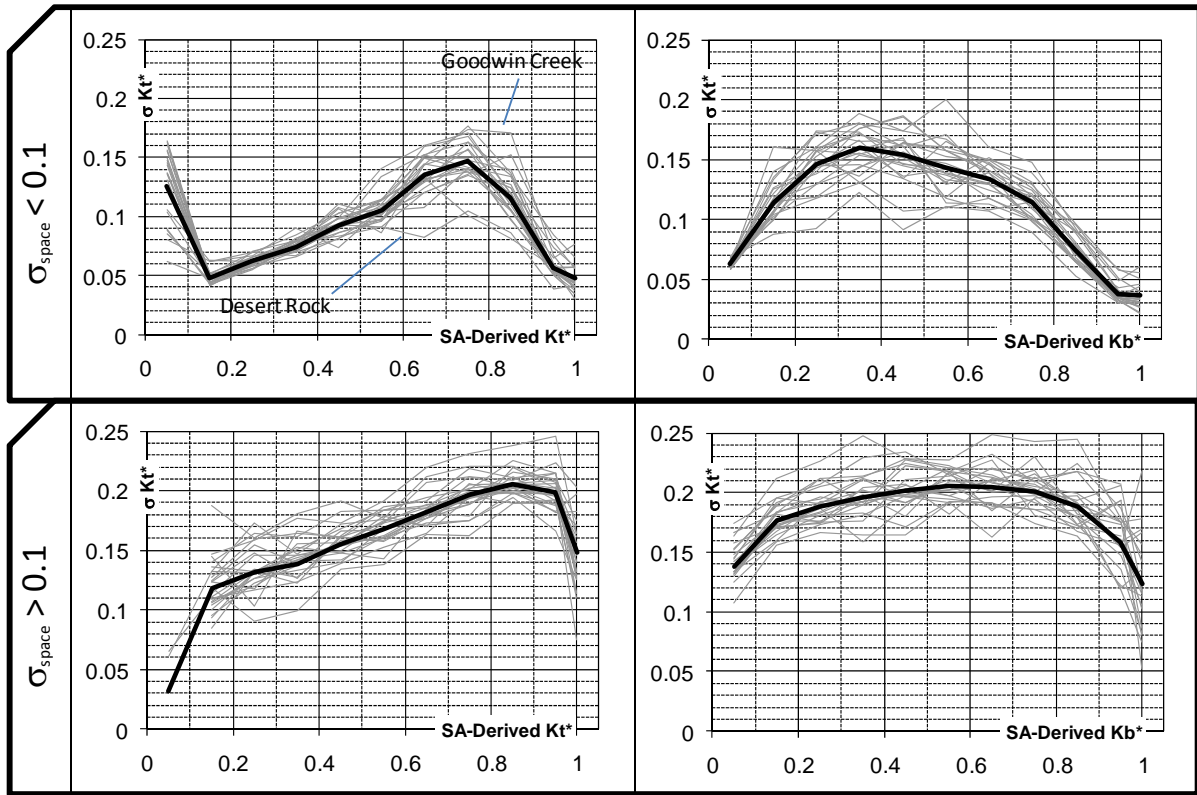 σspace < 0.1
0.25
0.2
0.15
0.1
0.05
0
σ Kt*
Goodwin Creek
Desert Rock
SA-Derived Kt*
0 0.2 0.4 0.6 0.8 1
0.25
0.2
0.15
0.1
0.05
0
σ Kt*
SA-Derived Kb*
0 0.2 0.4 0.6 0.8 1
σspace > 0.1
0.25
0.2
0.15
0.1
0.05
0
σ Kt*
SA-Derived Kt*
0 0.2 0.4 0.6 0.8 1
0.25
0.2
0.15
0.1
0.05
0
σ Kt*
SA-Derived Kb*
0 0.2 0.4 0.6 0.8 1